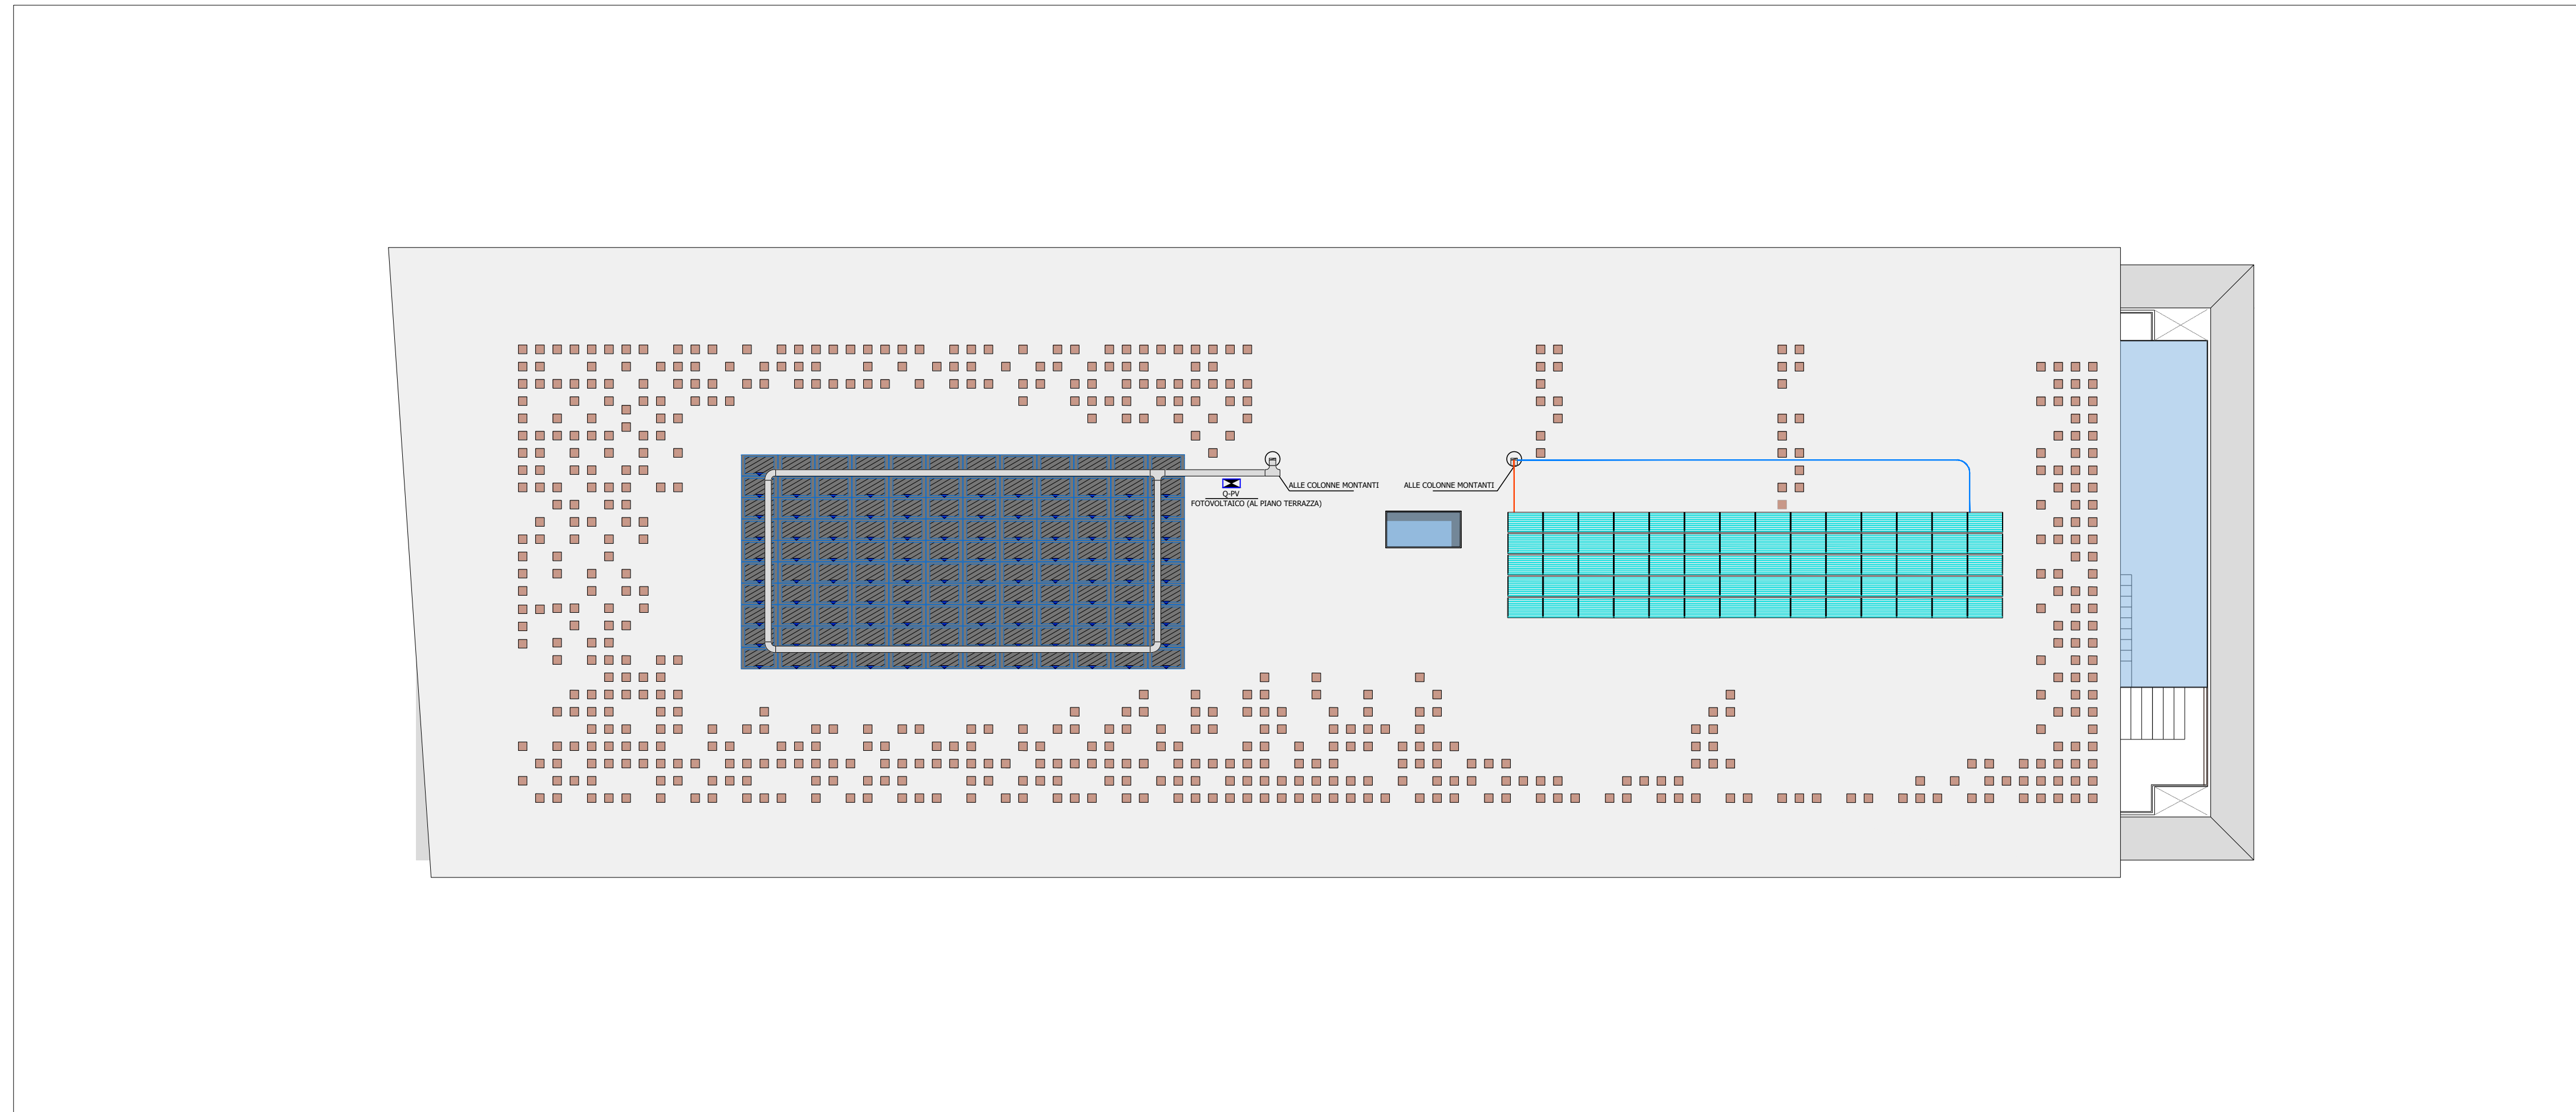 ALLE COLONNE MONTANTI
ALLE COLONNE MONTANTI
Q-PV
FOTOVOLTAICO (AL PIANO TERRAZZA)